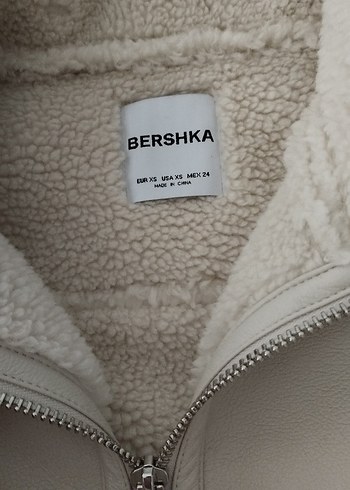 BERSHKA
EUR XS USA XS MEX 24
MADE IN CHINA